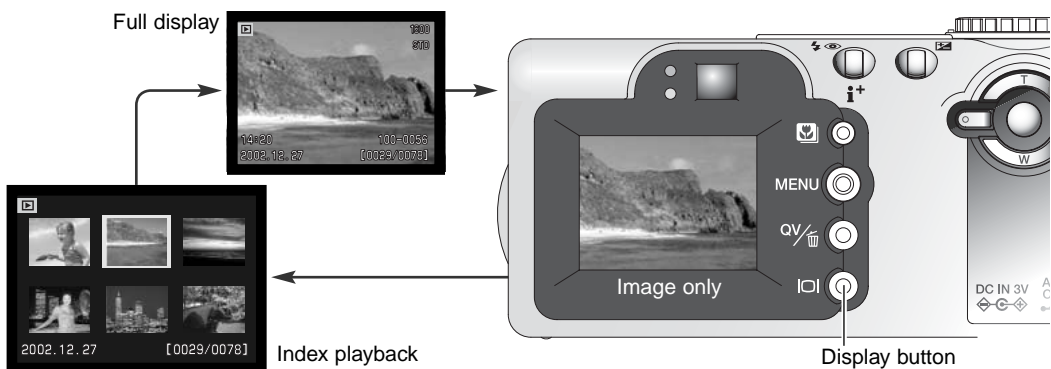 Full display
1600
STD
14:20
100-0056
2002.12.27
[0029/0078]
i+
T
W
MENU
QV/
Image only
DC IN 3V
A
C
2002.12.27
[0029/0078]
Index playback
Display button